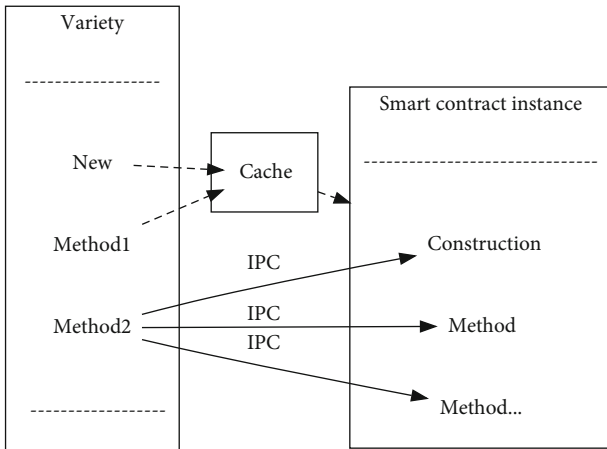 Variety
New
Method1
Method2
Cache
IPC
IPC
IPC
Smart contract instance
Construction
Method
Method...